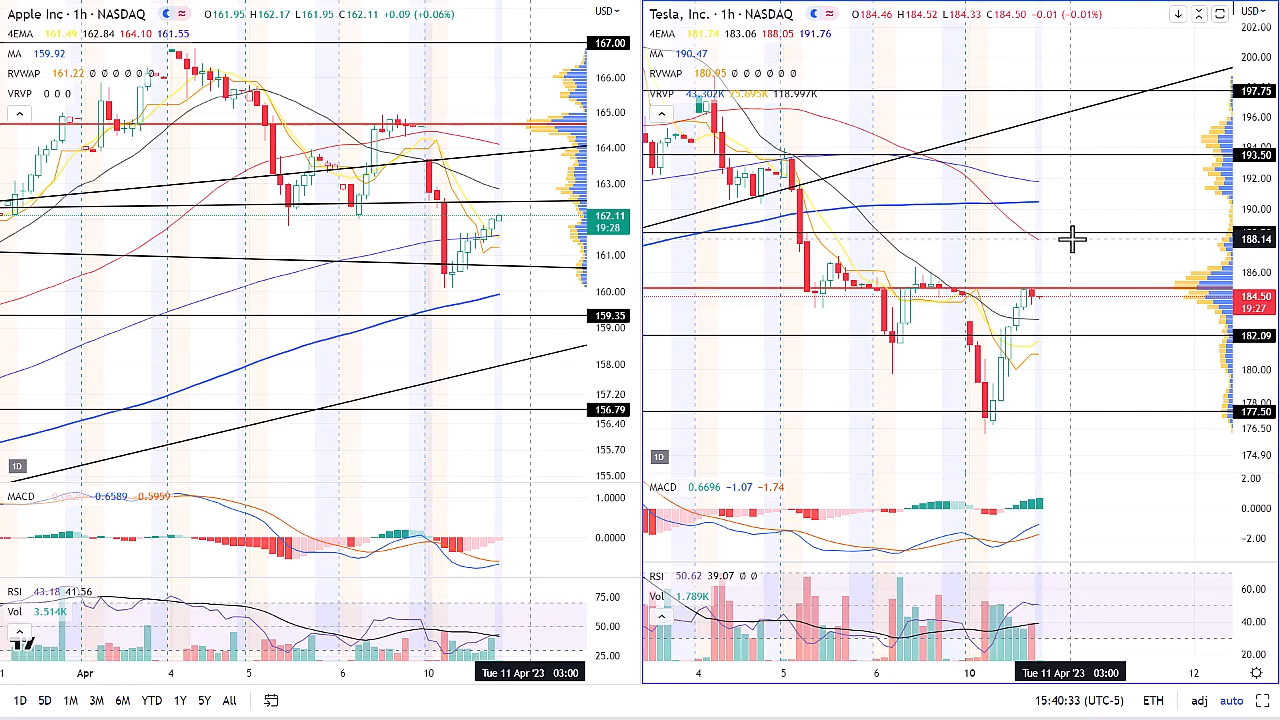 Apple Inc · 1h · NASDAQ O161.95 H162.17 L161.95 C162.11 +0.09 (+0.06%) USD
4EMA 161.49 162.84 164.10 161.55
MA 159.92
RVWAP 161.22 0 0 0 0 0 0
VRVP 0 0 0
167.00
166.00
165.00
164.00
163.00
162.11
19:28
161.00
160.00
159.35
159.00
158.00
157.20
156.79
156.40
155.70
155.00
1D
MACD 0.6589 -0.5959
1.0000
0.0000
RSI 43.18 41.56
Vol 3.514K
75.00
50.00
25.00
1 Apr 4 5 6 10 Tue 11 Apr '23 03:00
Tesla, Inc. · 1h · NASDAQ O184.46 H184.52 L184.33 C184.50 −0.01 (−0.01%) USD
4EMA 181.74 183.06 188.05 191.76
MA 190.47
RVWAP 180.95 0 0 0 0 0 0
VRVP 43.302K 75.695K 118.997K
202.00
200.00
197.75
196.00
194.00
193.50
192.00
190.00
188.14
186.00
184.50
19:27
182.09
180.00
178.00
177.50
176.50
174.90
1D
MACD 0.6696 −1.07 −1.74
2.00
0.0000
−2.00
RSI 50.62 39.07 Ø Ø
Vol 1.789K
60.00
40.00
20.00
4 5 6 10 Tue 11 Apr '23 03:00 12
1D 5D 1M 3M 6M YTD 1Y 5Y All 15:40:33 (UTC-5) ETH adj auto